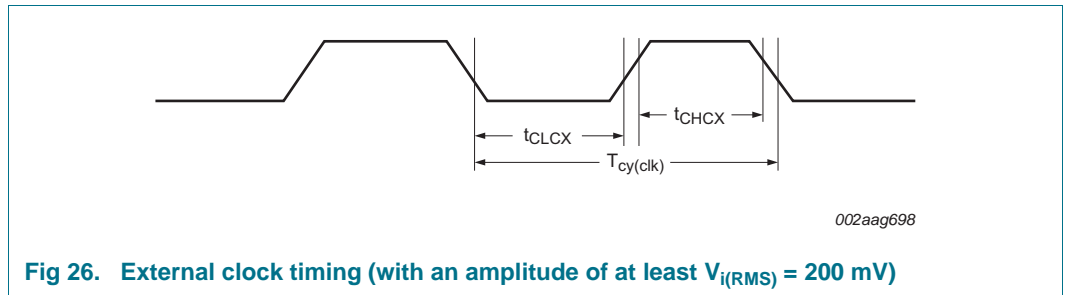 tCHCX
tCLCX
Tcy(clk)
002aag698
Fig 26. External clock timing (with an amplitude of at least Vi(RMS) = 200 mV)